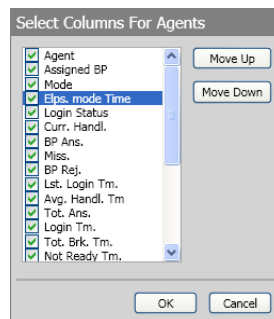 Select Columns For Agents
Agent
Assigned BP
Mode
Elps. mode Time
Login Status
Curr. Handl.
BP Ans.
Miss.
BP Rej.
Lst. Login Tm.
Avg. Handl. Tm
Tot. Ans.
Login Tm.
Tot. Brk. Tm.
Not Ready Tm.
Move Up
Move Down
OK
Cancel